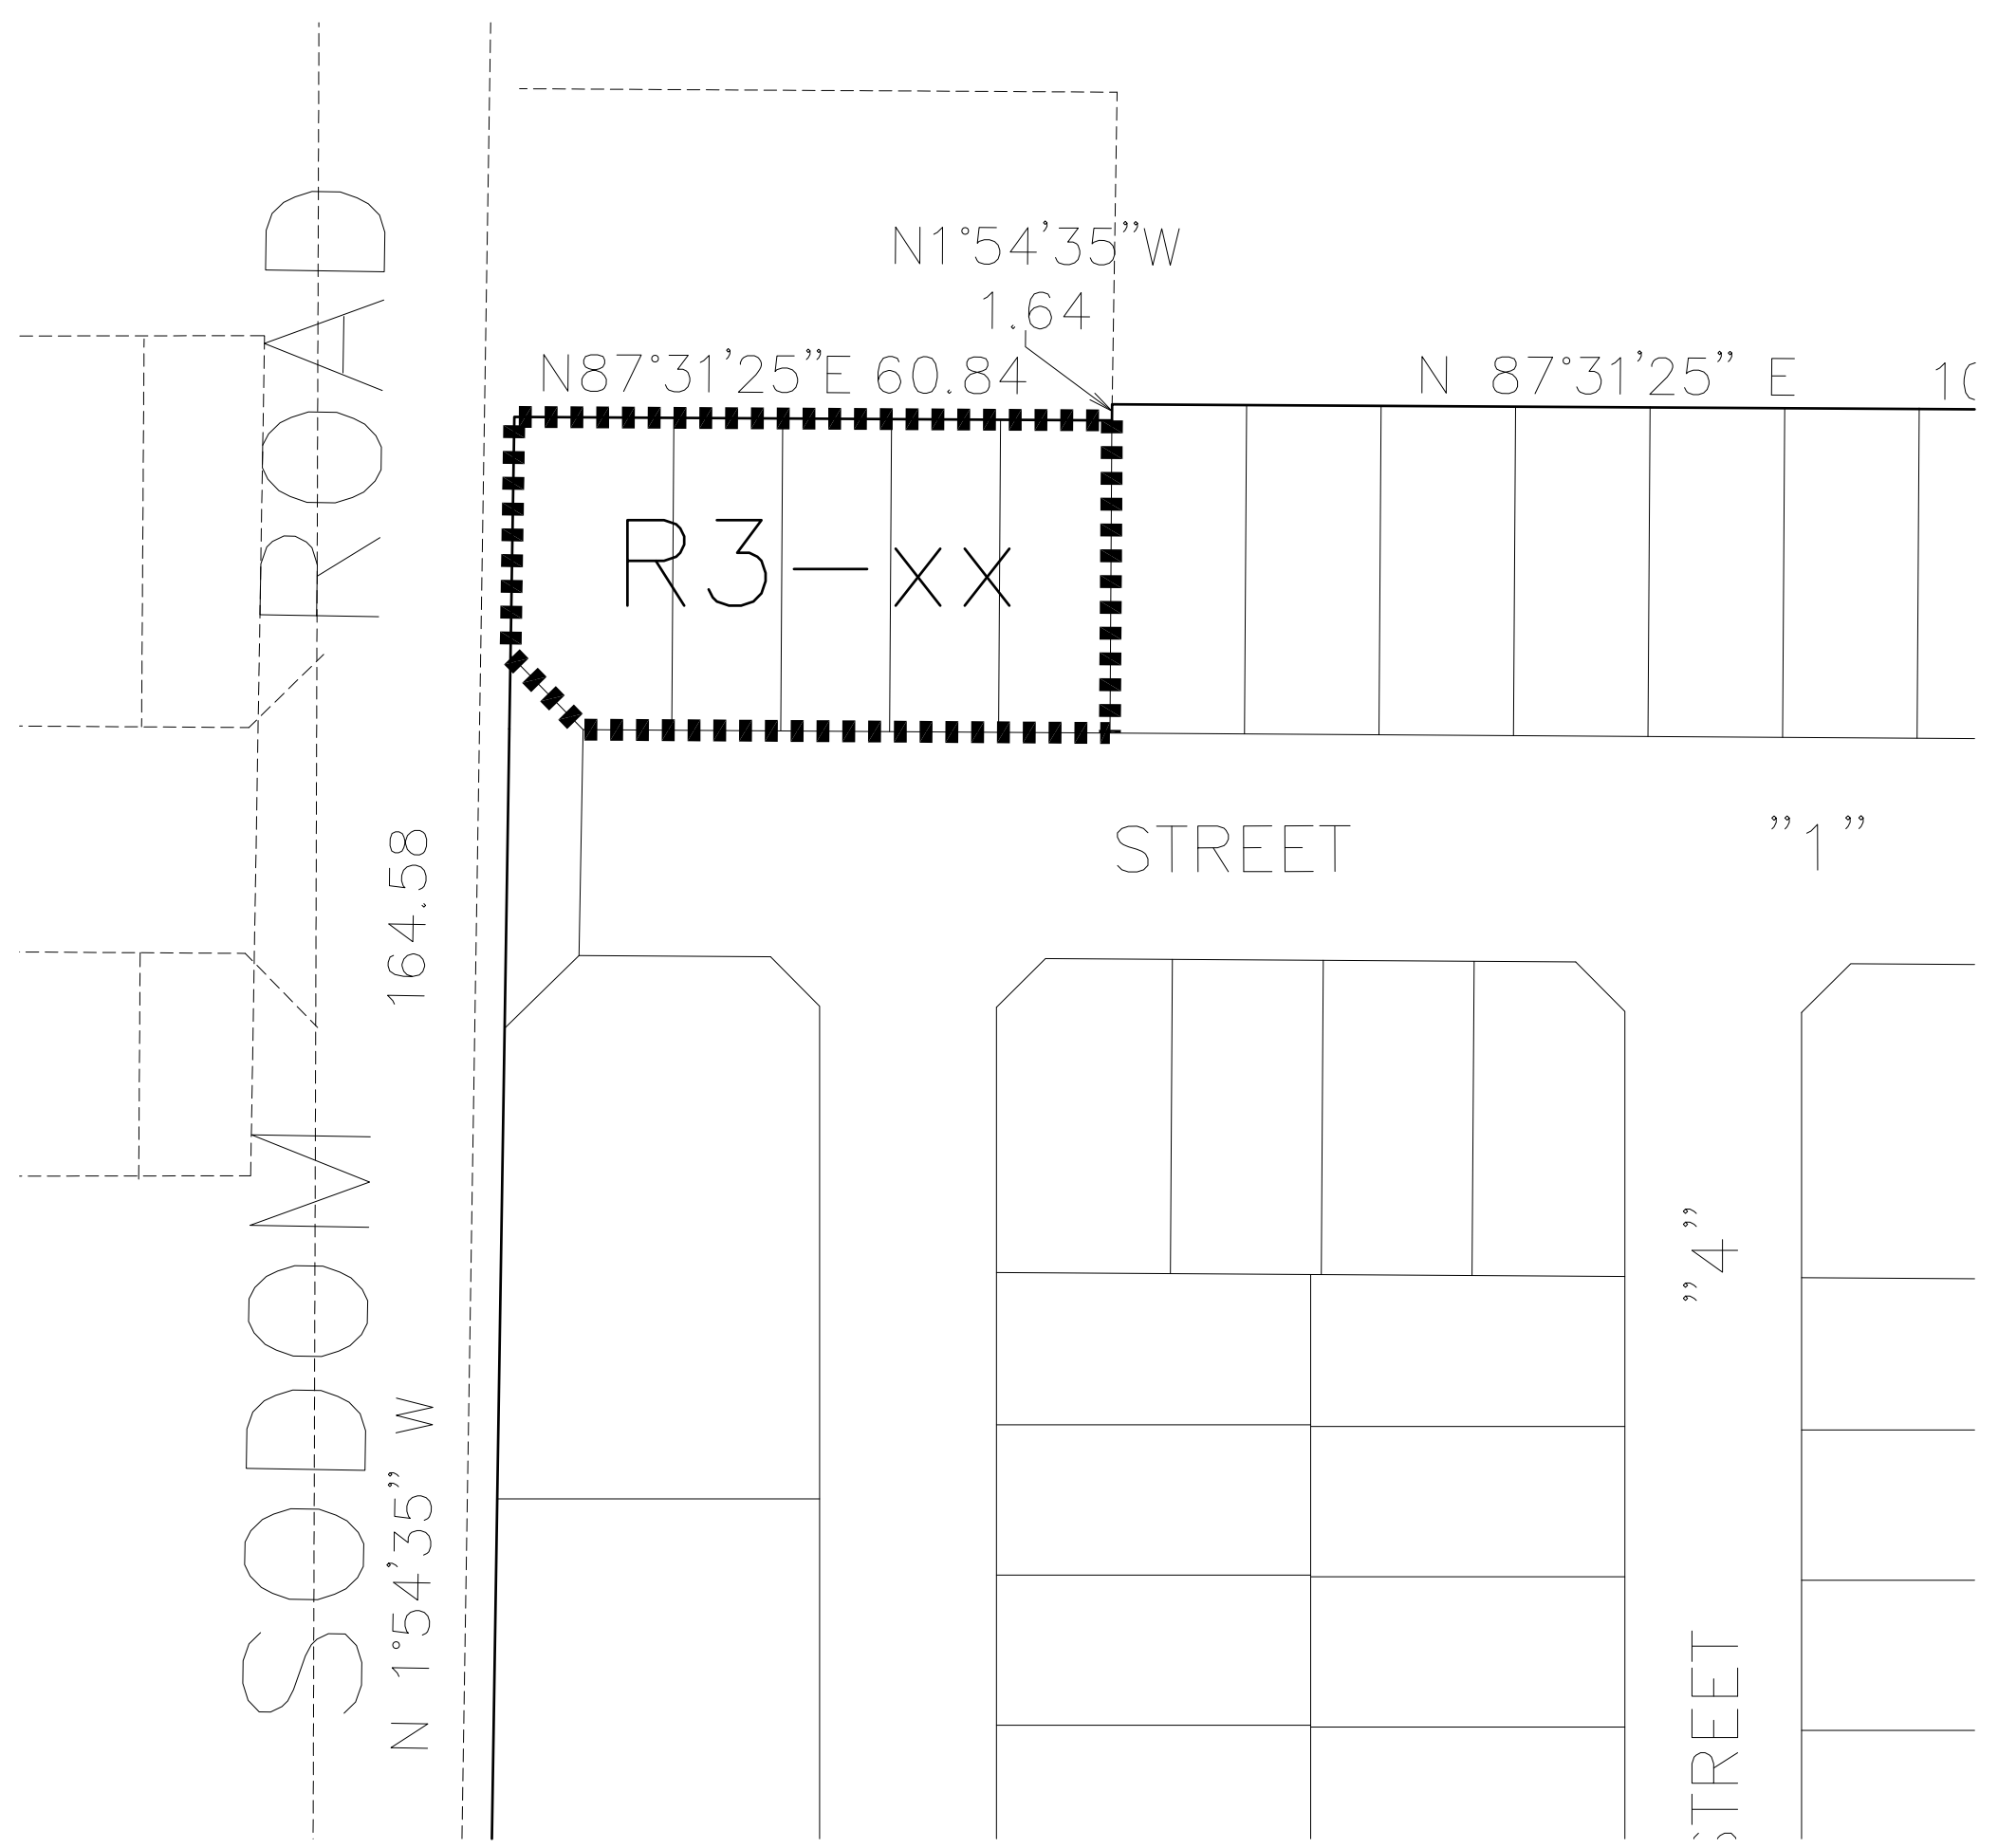 N1°54'35"W
1.64
N87°31'25"E 60.84
N 87°31'25" E
R3-xx
SODOM ROAD
N 1°54'35" W 164.58
STREET "1"
STREET "4"